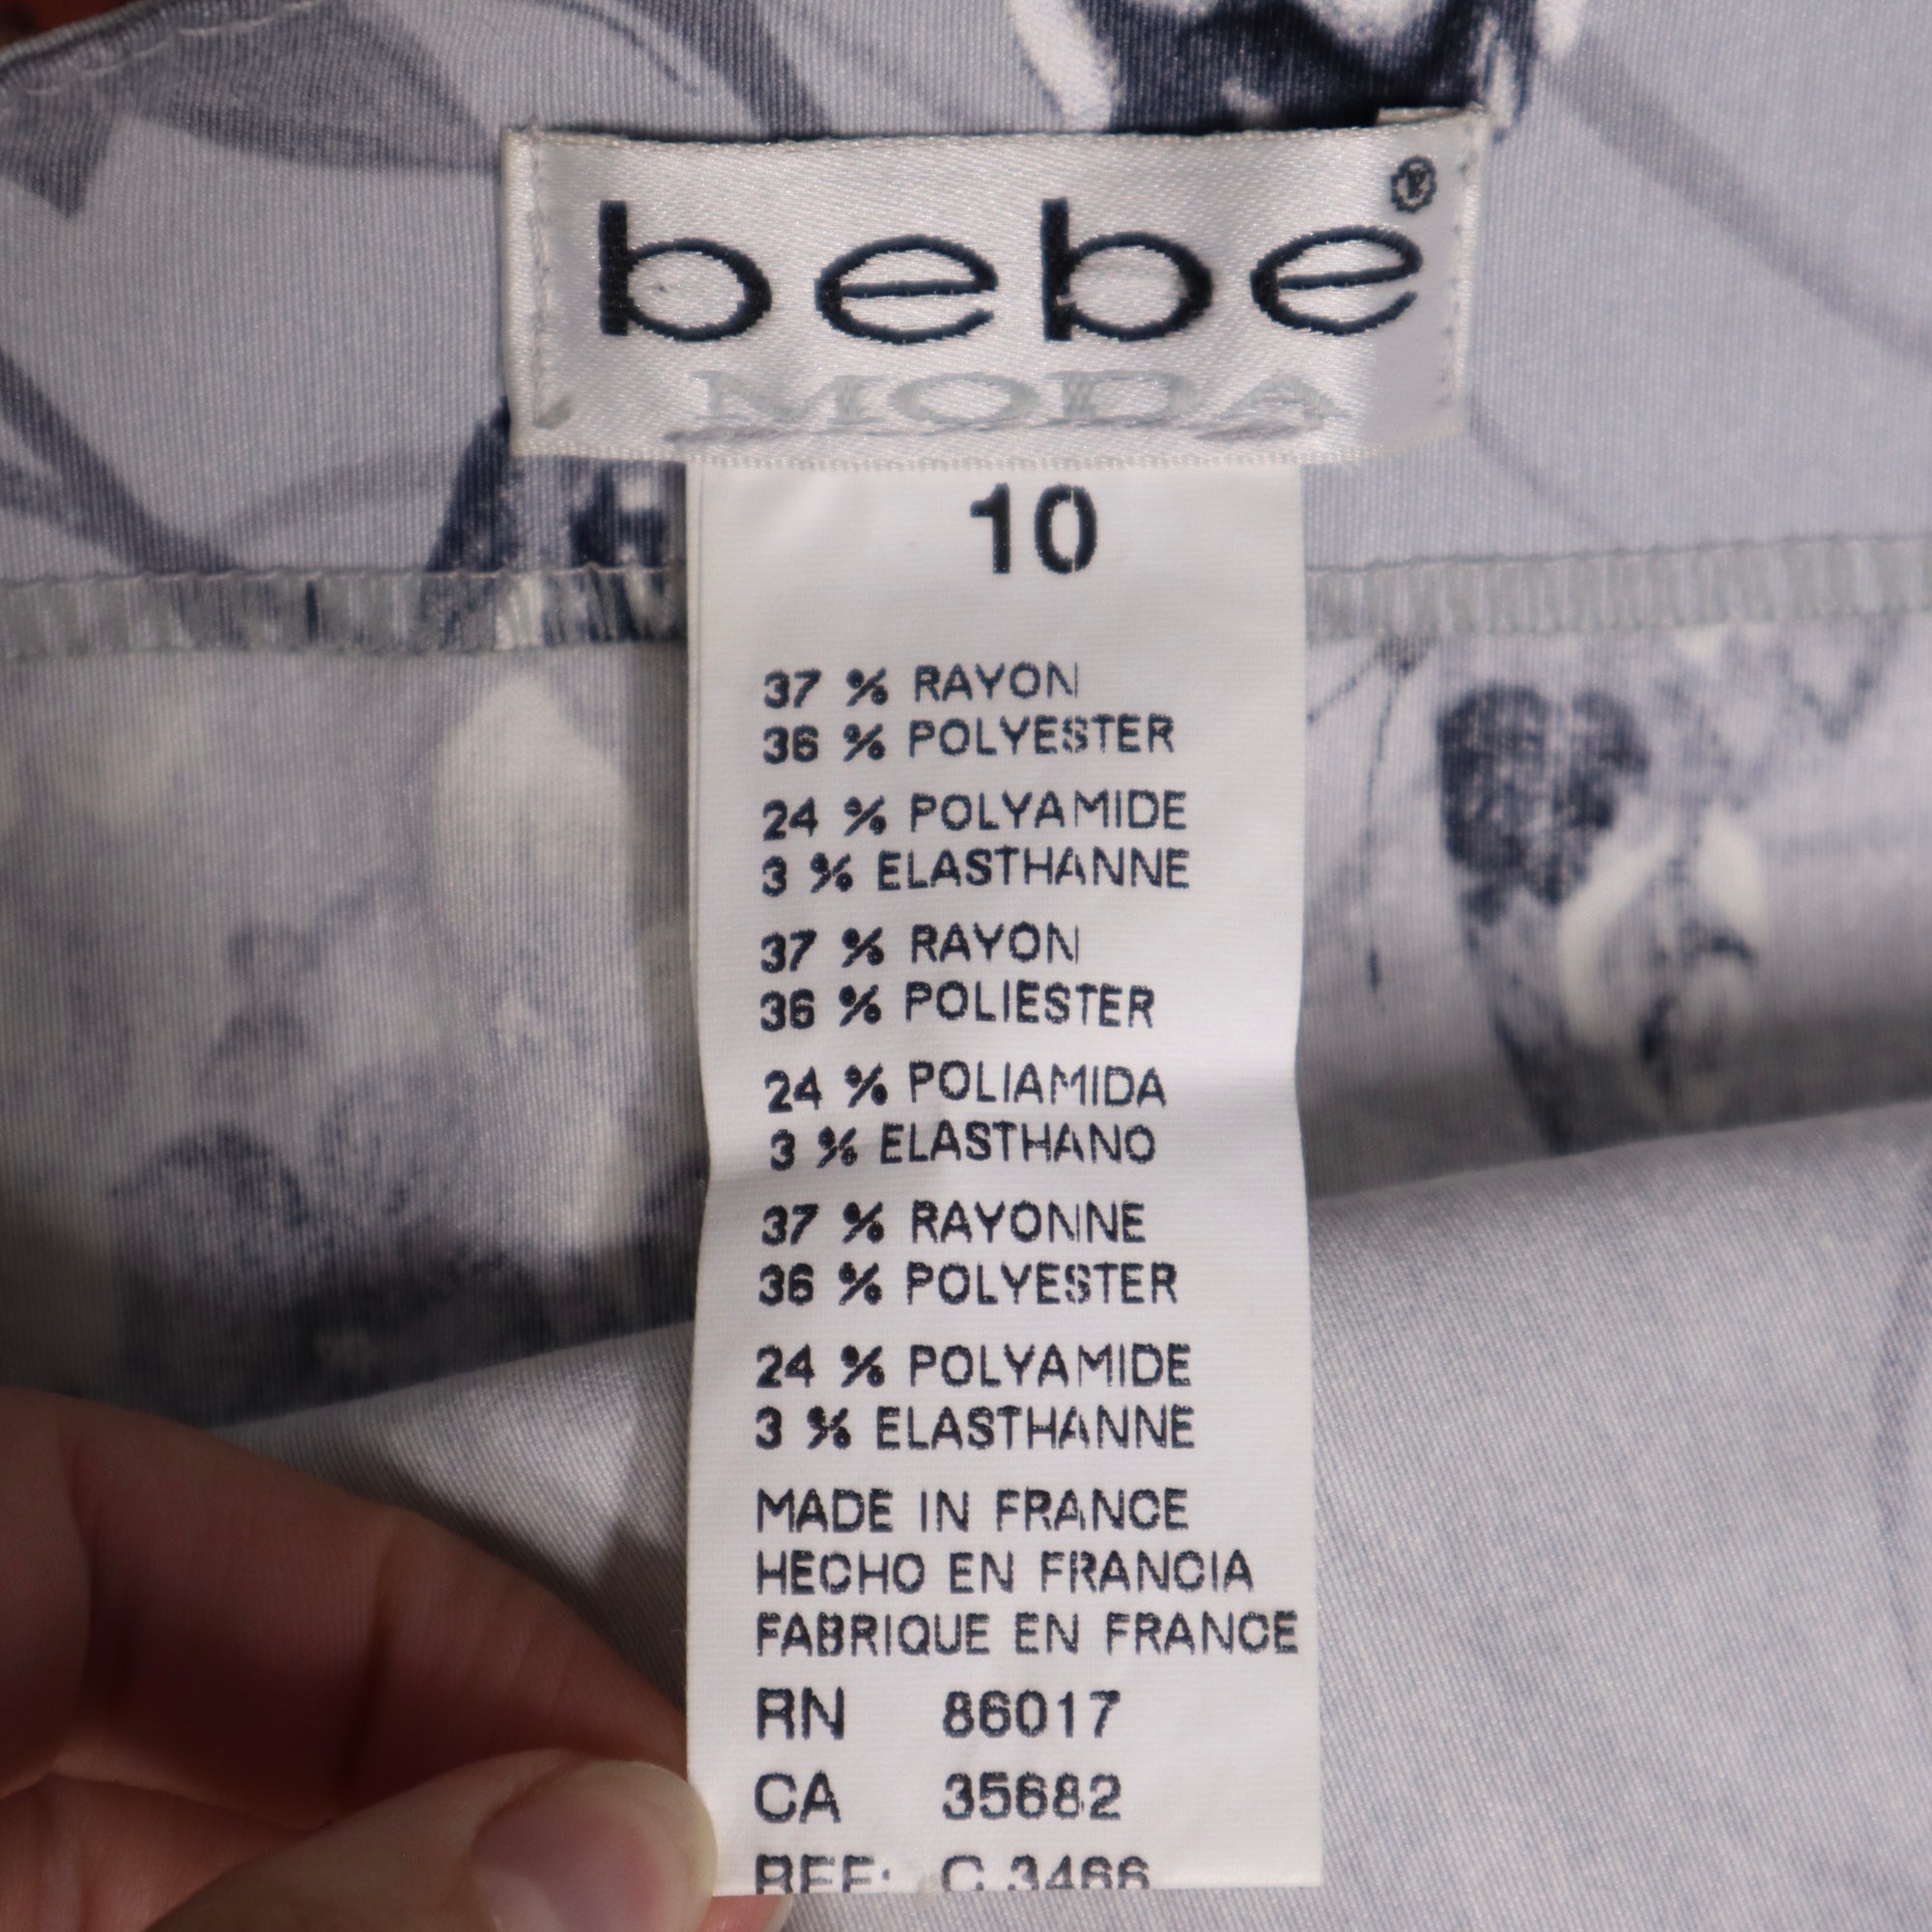 bebe®
MODA
10
37 % RAYON
36 % POLYESTER
24 % POLYAMIDE
3 % ELASTHANNE
37 % RAYON
36 % POLIESTER
24 % POLIAMIDA
3 % ELASTHANO
37 % RAYONNE
36 % POLYESTER
24 % POLYAMIDE
3 % ELASTHANNE
MADE IN FRANCE
HECHO EN FRANCIA
FABRIQUE EN FRANCE
RN 86017
CA 35682
REF: C 3466